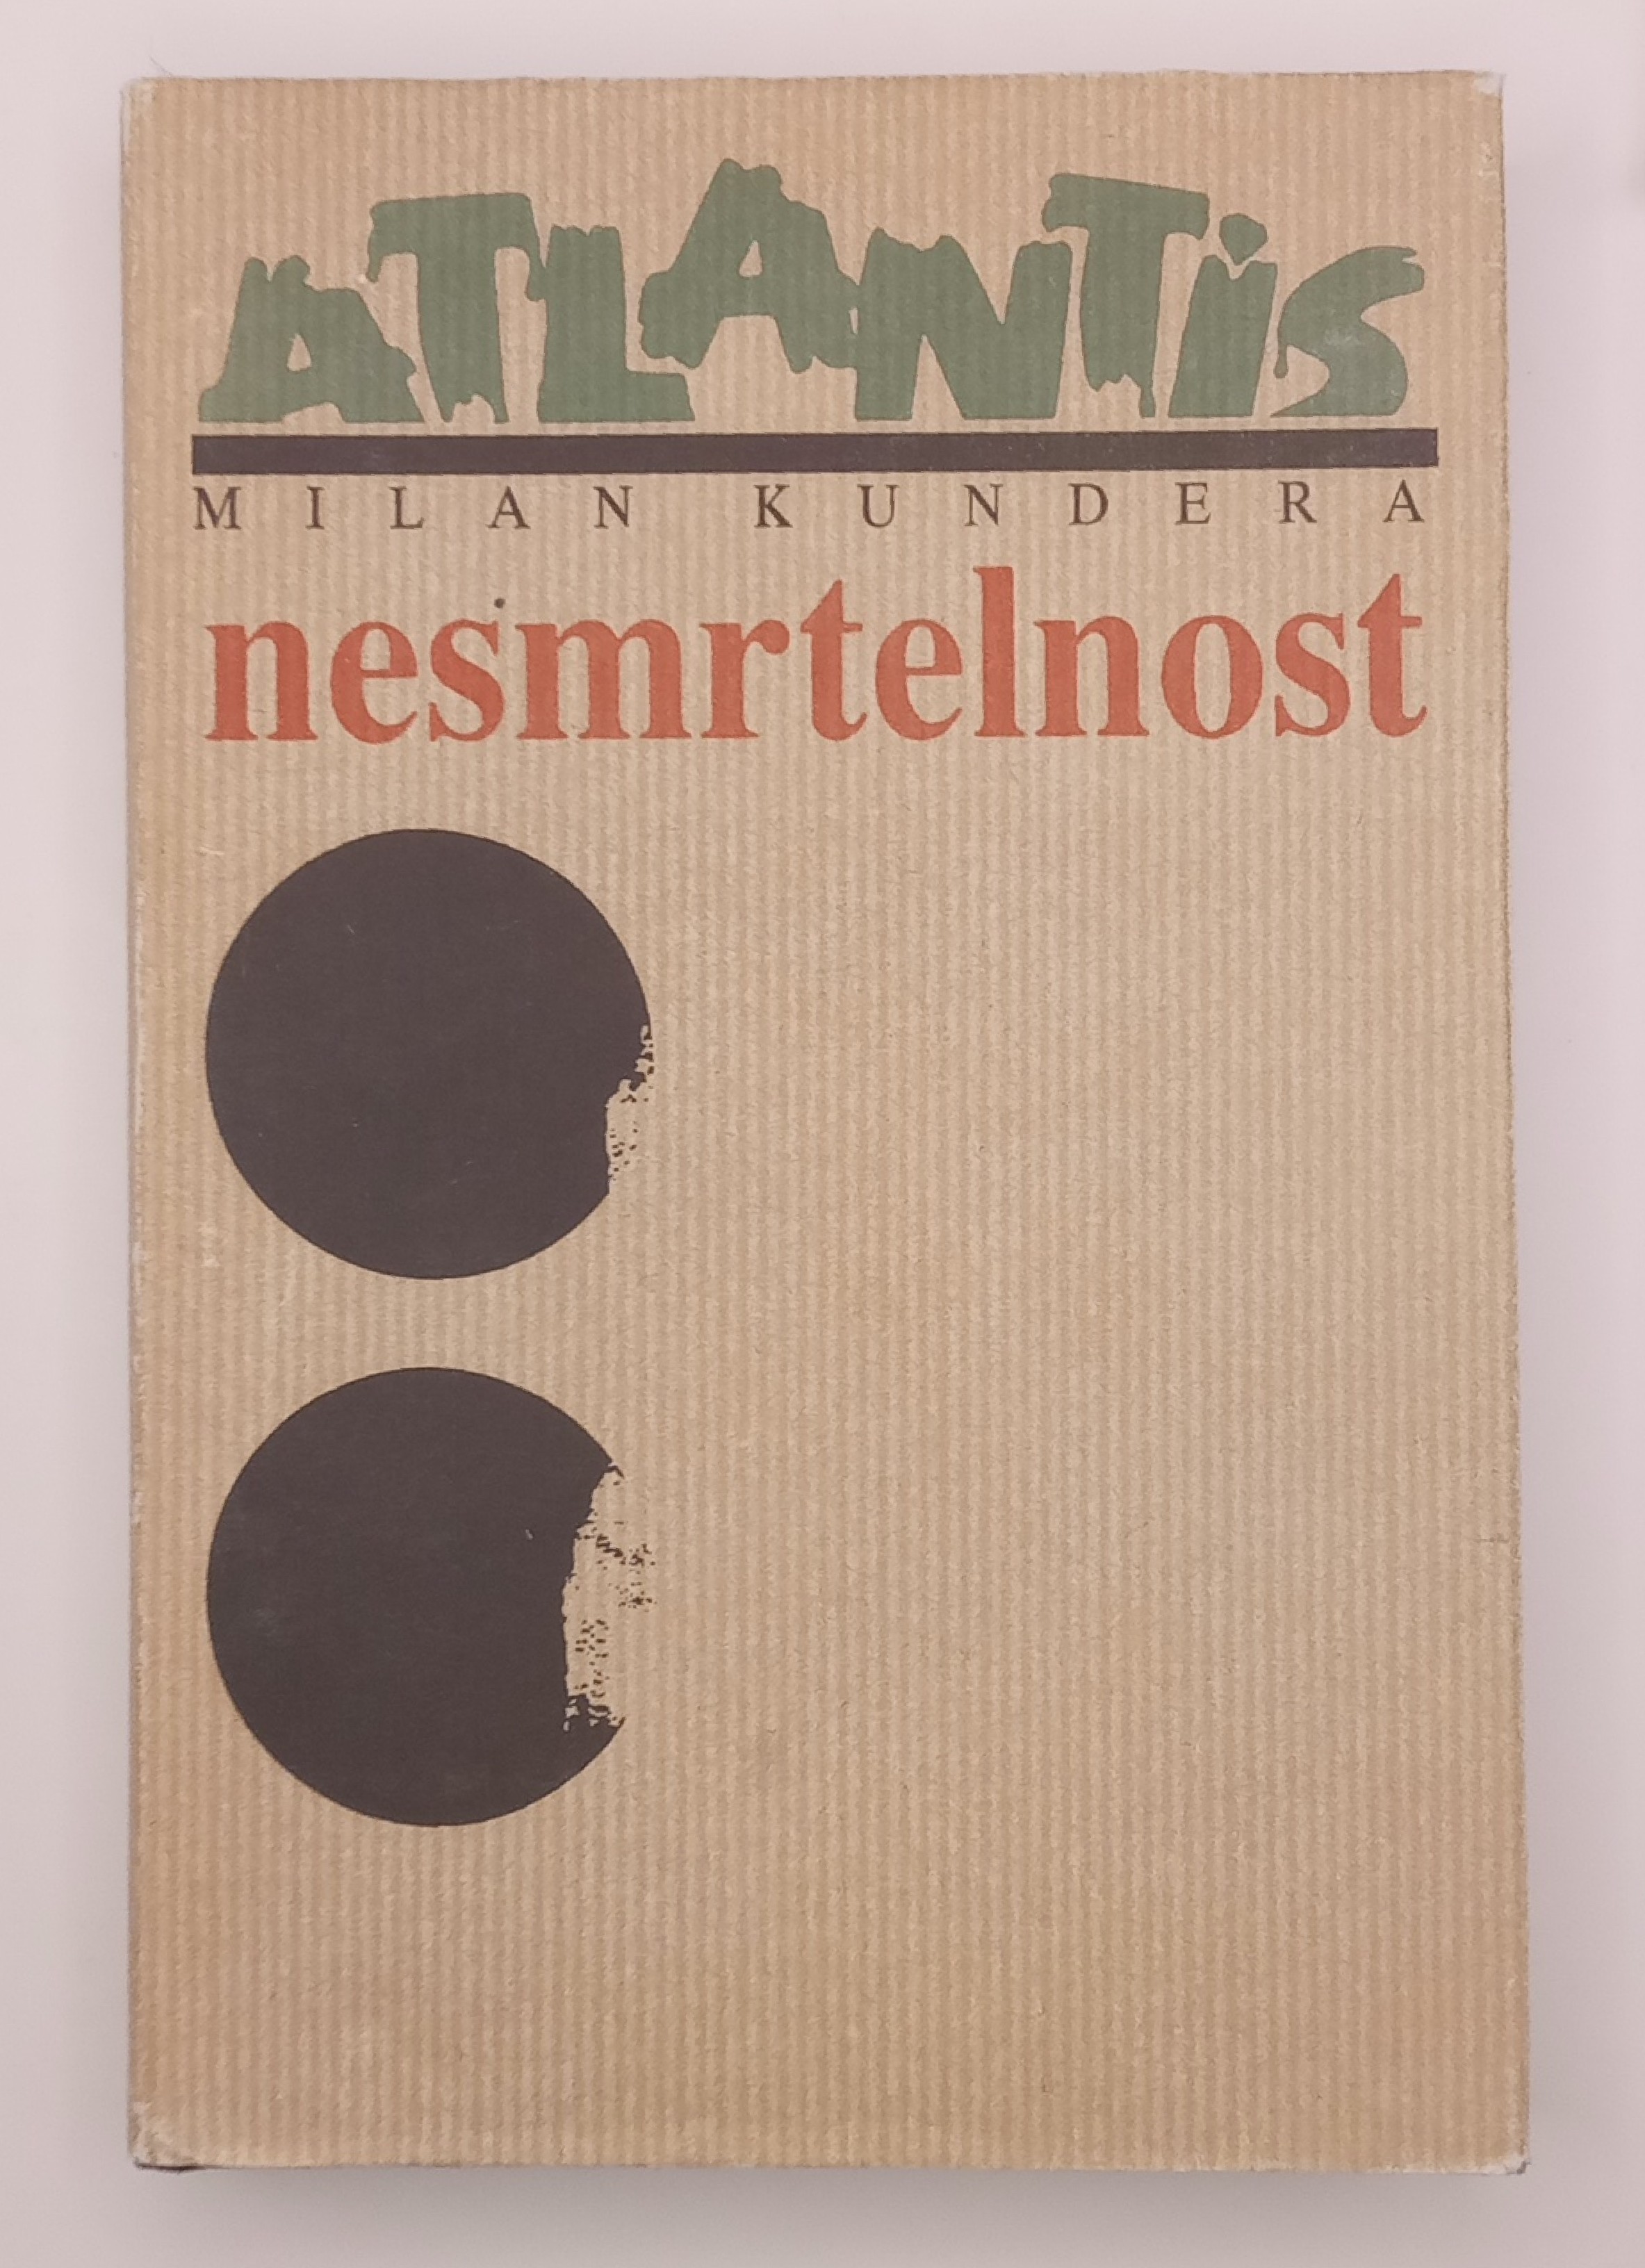 ATLANTiS
MILAN KUNDERA
nesmrtelnost